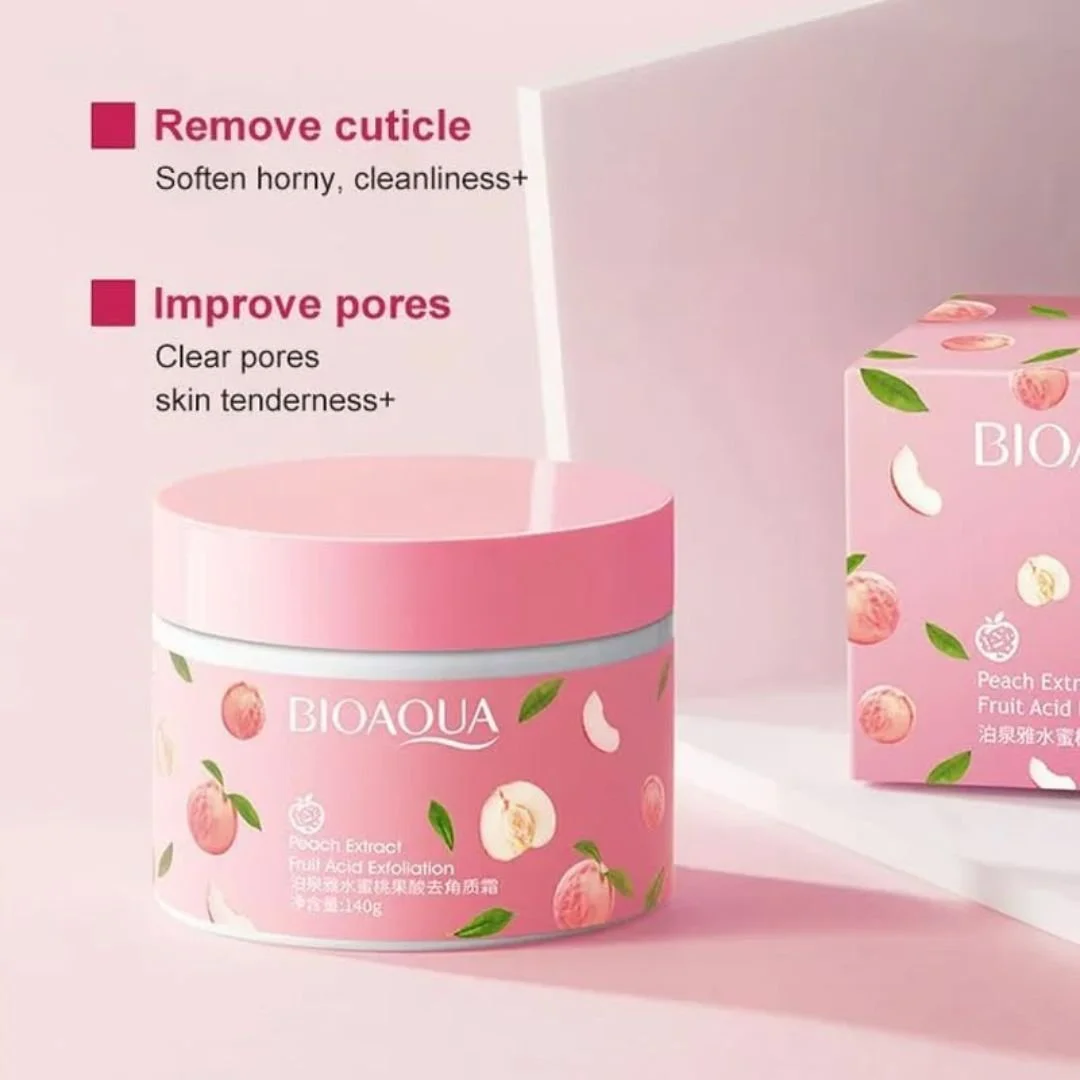 Remove cuticle
Soften horny, cleanliness+
Improve pores
Clear pores
skin tenderness+
BIOAQUA
Peach Extract
Fruit Acid Exfoliation
泊泉雅水蜜桃果酸去角质霜
净含量:140g
BIOA
Peach Extr
Fruit Acid
泊泉雅水蜜